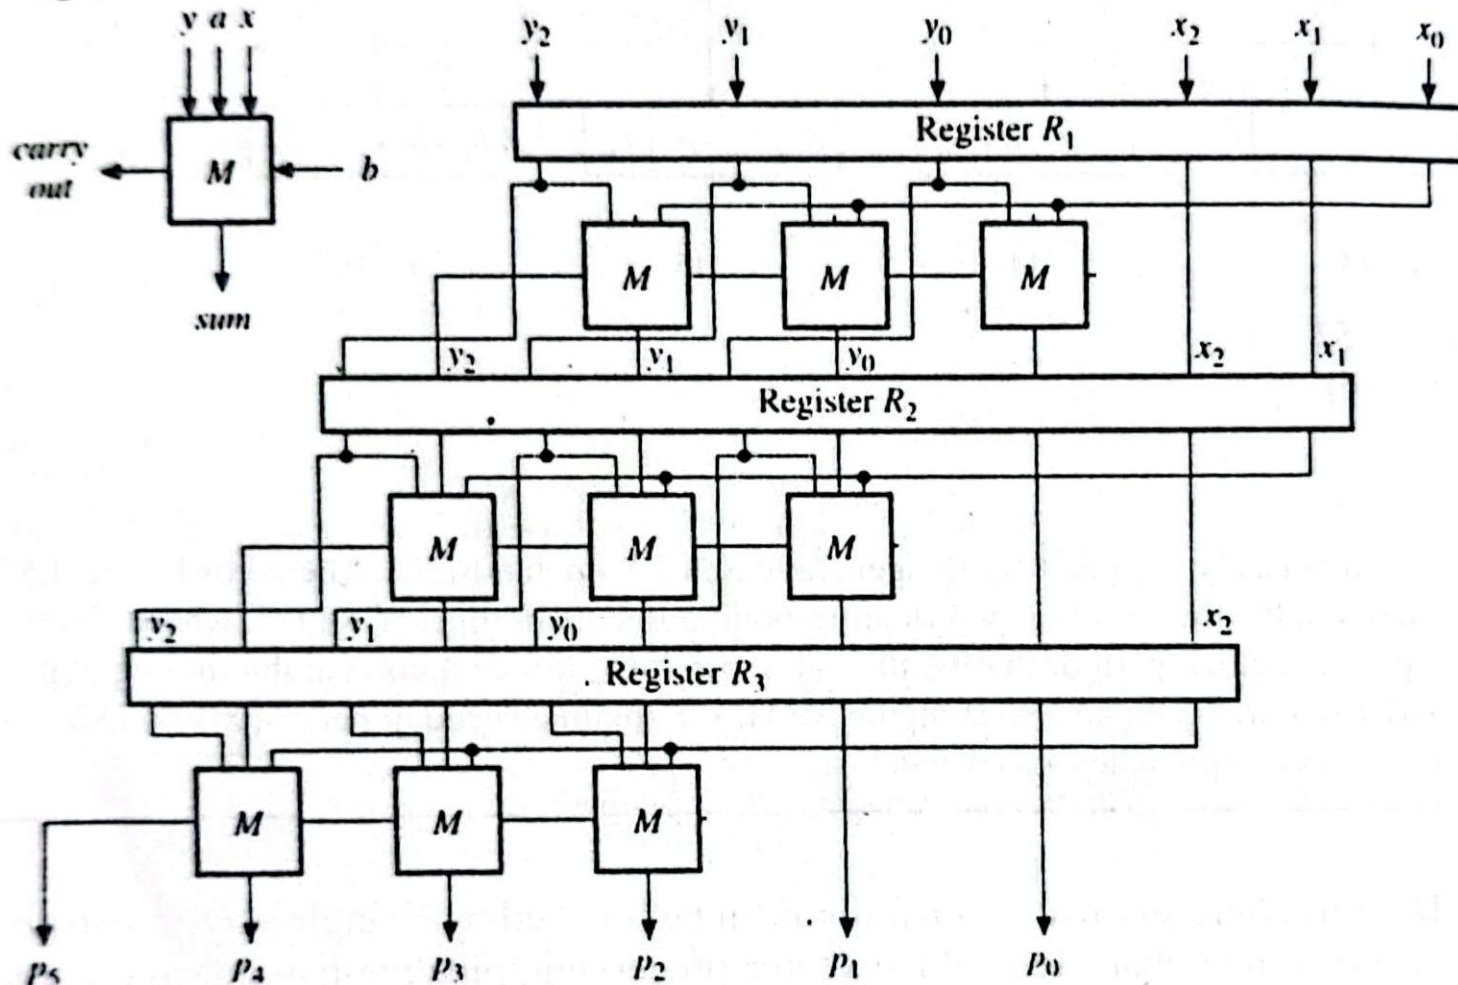 y a x
y₂ y₁ y₀ x₂ x₁ x₀
Register R₁
carry out
M
b
sum
M M M
y₂ y₁ y₀ x₂ x₁
Register R₂
M M M
y₂ y₁ y₀ x₂
Register R₃
M M M
p₅ p₄ p₃ p₂ p₁ p₀